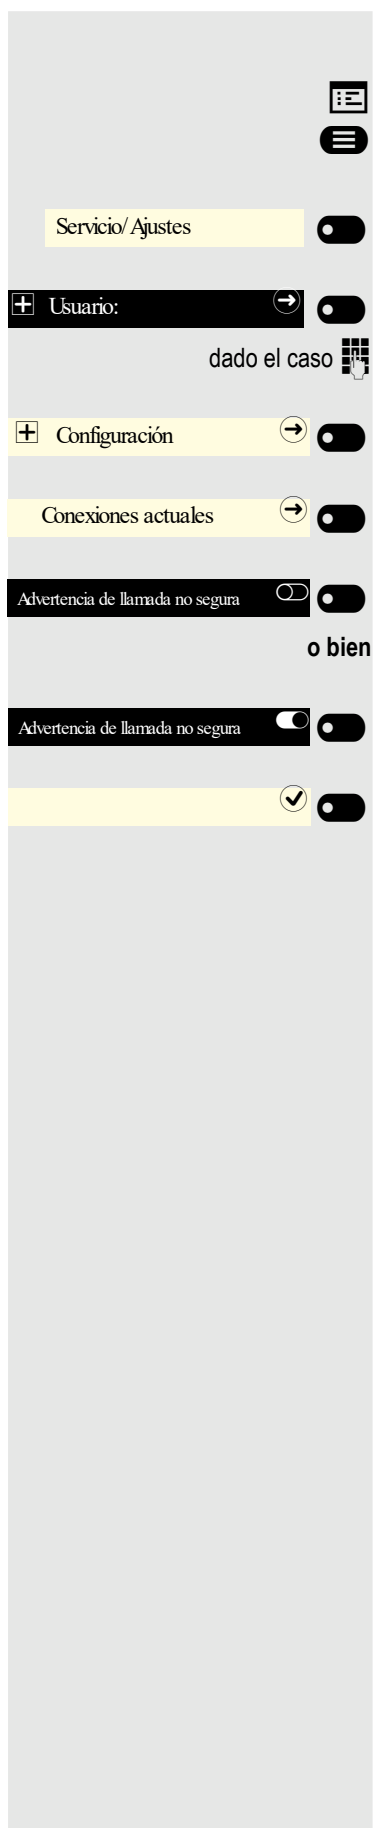 Servicio/Ajustes
Usuario:
dado el caso
Configuración
Conexiones actuales
Advertencia de llamada no segura
o bien
Advertencia de llamada no segura